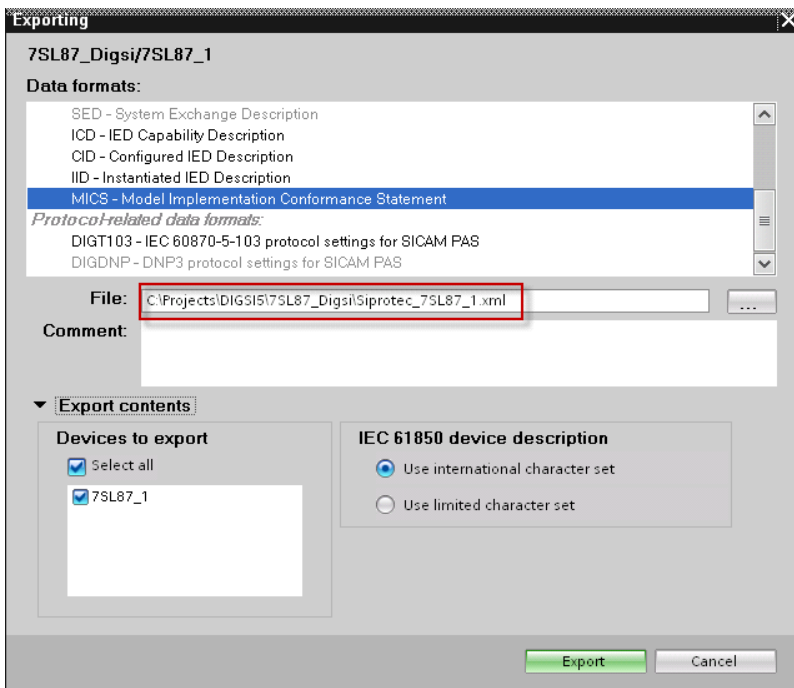 Exporting
7SL87_Digsi/7SL87_1
Data formats:
SED - System Exchange Description
ICD - IED Capability Description
CID - Configured IED Description
IID - Instantiated IED Description
MICS - Model Implementation Conformance Statement
Protocol-related data formats:
DIGT103 - IEC 60870-5-103 protocol settings for SICAM PAS
DIGDNP - DNP3 protocol settings for SICAM PAS
File: C:\Projects\DIGSI5\7SL87_Digsi\Siprotec_7SL87_1.xml ...
Comment:
Export contents
Devices to export
Select all
7SL87_1
IEC 61850 device description
Use international character set
Use limited character set
Export Cancel